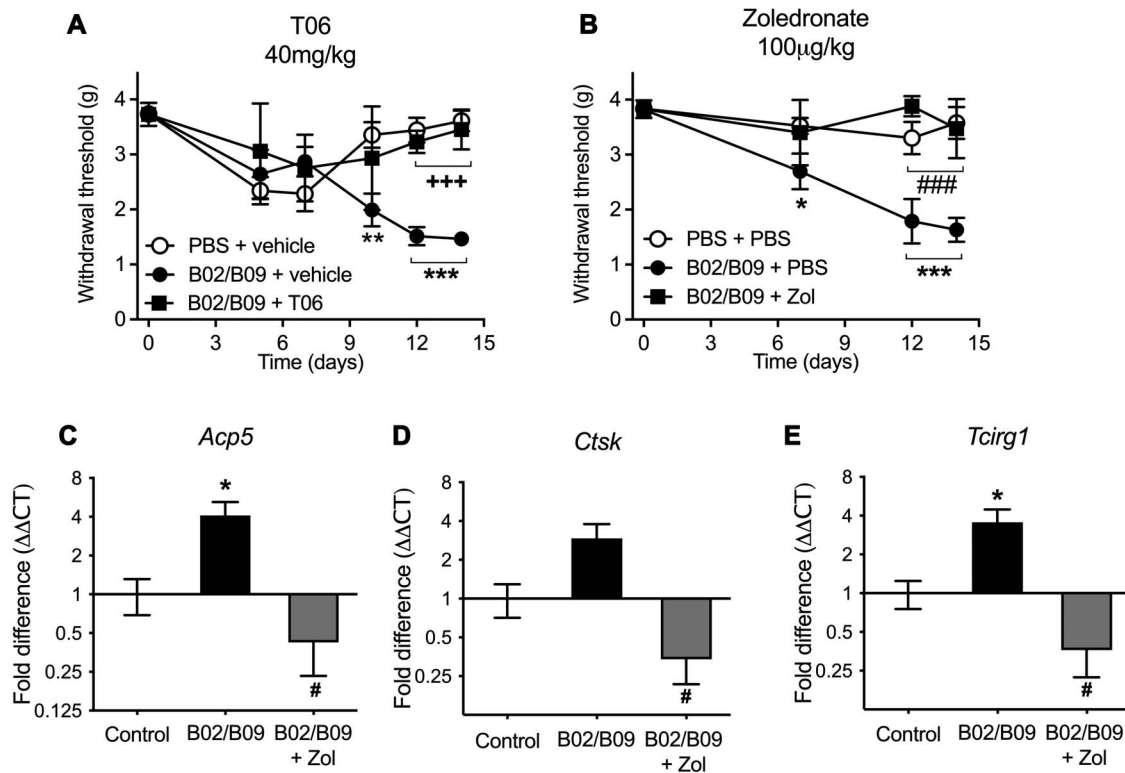 A
T06
40mg/kg
Withdrawal threshold (g)
4
3
2
1
0
+++
**
***
PBS + vehicle
B02/B09 + vehicle
B02/B09 + T06
0 3 6 9 12 15
Time (days)
B
Zoledronate
100μg/kg
Withdrawal threshold (g)
4
3
2
1
0
###
*
***
PBS + PBS
B02/B09 + PBS
B02/B09 + Zol
0 3 6 9 12 15
Time (days)
C
Acp5
Fold difference (ΔΔCT)
8
4
2
1
0.5
0.25
0.125
*
#
Control
B02/B09
B02/B09
+ Zol
D
Ctsk
Fold difference (ΔΔCT)
8
4
2
1
0.5
0.25
#
Control
B02/B09
B02/B09
+ Zol
E
Tcirg1
Fold difference (ΔΔCT)
8
4
2
1
0.5
0.25
*
#
Control
B02/B09
B02/B09
+ Zol